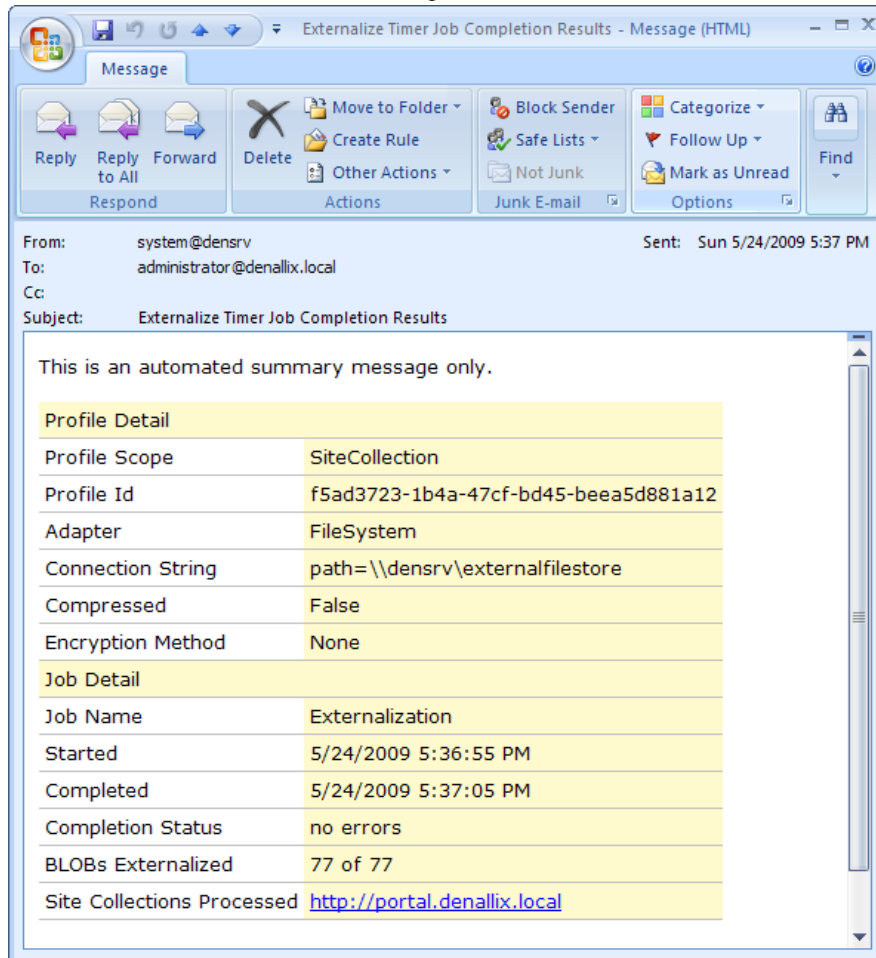 Externalize Timer Job Completion Results - Message (HTML)
Message
Reply
Reply to All
Forward
Respond
Delete
Move to Folder
Create Rule
Other Actions
Actions
Block Sender
Safe Lists
Not Junk
Junk E-mail
Categorize
Follow Up
Mark as Unread
Options
Find
From: system@densrv Sent: Sun 5/24/2009 5:37 PM
To: administrator@denallix.local
Cc:
Subject: Externalize Timer Job Completion Results
This is an automated summary message only.
Profile Detail
Profile Scope SiteCollection
Profile Id f5ad3723-1b4a-47cf-bd45-beea5d881a12
Adapter FileSystem
Connection String path=\\densrv\externalfilestore
Compressed False
Encryption Method None
Job Detail
Job Name Externalization
Started 5/24/2009 5:36:55 PM
Completed 5/24/2009 5:37:05 PM
Completion Status no errors
BLOBs Externalized 77 of 77
Site Collections Processed http://portal.denallix.local